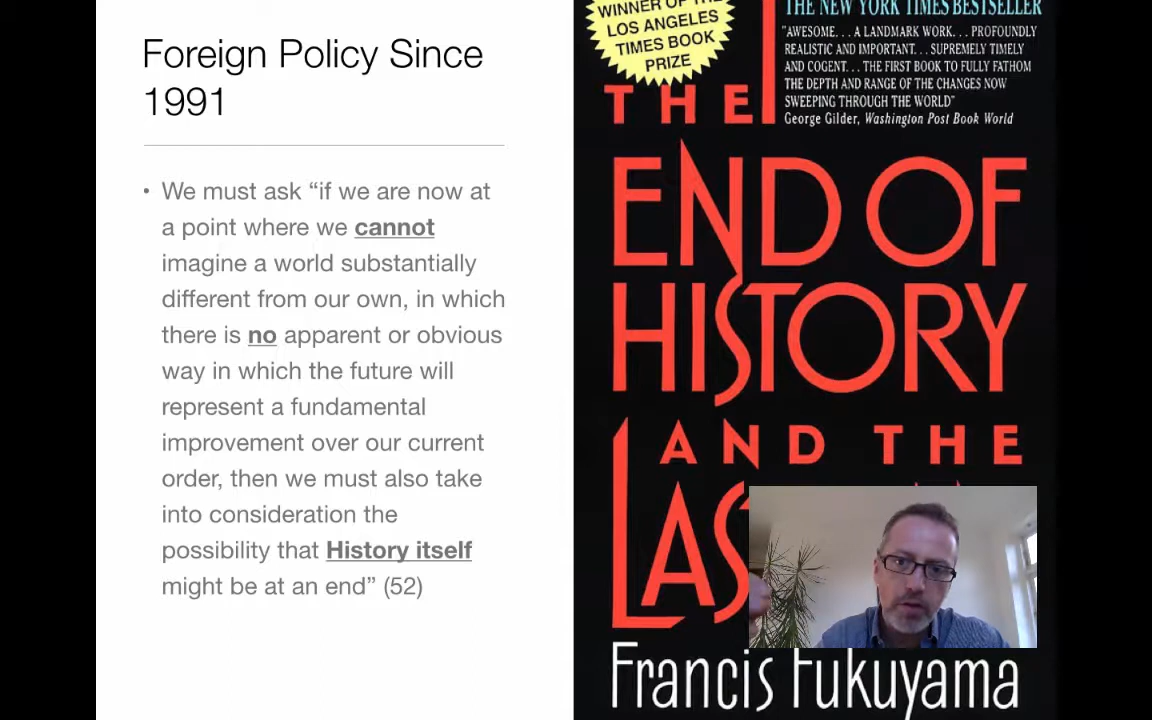 Foreign Policy Since
1991
• We must ask “if we are now at
a point where we cannot
imagine a world substantially
different from our own, in which
there is no apparent or obvious
way in which the future will
represent a fundamental
improvement over our current
order, then we must also take
into consideration the
possibility that History itself
might be at an end” (52)
WINNER OF THE
LOS ANGELES
TIMES BOOK
PRIZE
THE NEW YORK TIMES BESTSELLER
"AWESOME. . . A LANDMARK WORK. . . PROFOUNDLY
REALISTIC AND IMPORTANT. . . SUPREMELY TIMELY
AND COGENT. . . THE FIRST BOOK TO FULLY FATHOM
THE DEPTH AND RANGE OF THE CHANGES NOW
SWEEPING THROUGH THE WORLD"
George Gilder, Washington Post Book World
THE
END OF
HISTORY
AND THE
LAS
Francis Fukuyama